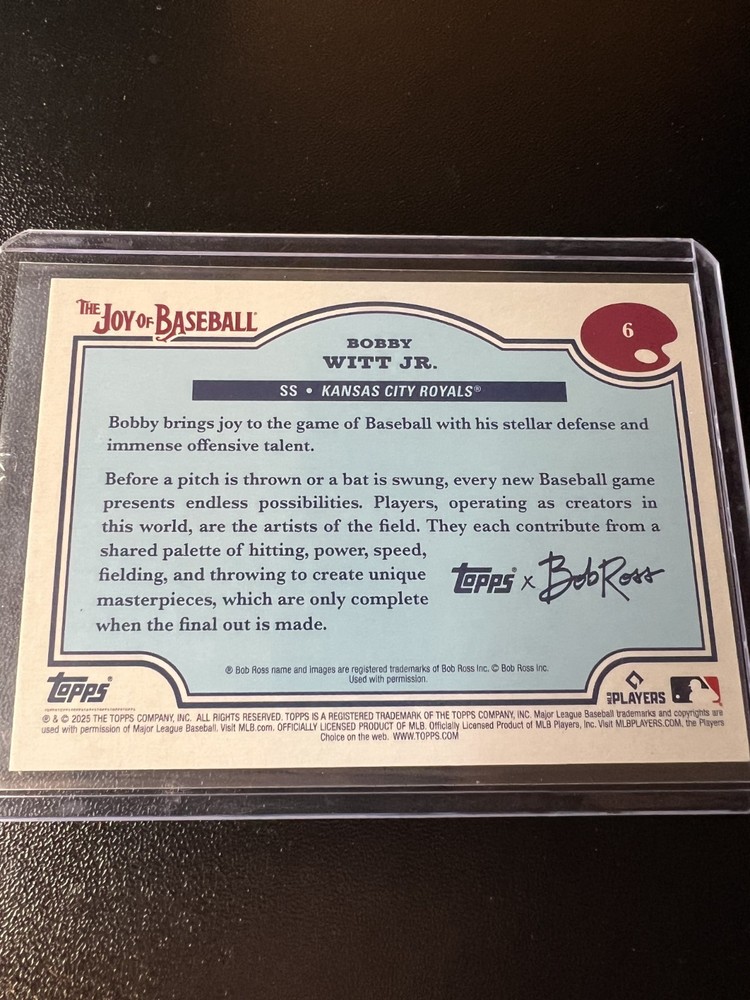 THE JOY OF BASEBALL
6
BOBBY
WITT JR.
SS • KANSAS CITY ROYALS®
Bobby brings joy to the game of Baseball with his stellar defense and
immense offensive talent.
Before a pitch is thrown or a bat is swung, every new Baseball game
presents endless possibilities. Players, operating as creators in
this world, are the artists of the field. They each contribute from a
shared palette of hitting, power, speed,
fielding, and throwing to create unique
masterpieces, which are only complete
when the final out is made.
TOPPS® X Bob Ross
® Bob Ross name and images are registered trademarks of Bob Ross Inc. © Bob Ross Inc.
Used with permission.
TOPPS®
MLB PLAYERS
® & © 2025 THE TOPPS COMPANY, INC. ALL RIGHTS RESERVED. TOPPS IS A REGISTERED TRADEMARK OF THE TOPPS COMPANY, INC. Major League Baseball trademarks and copyrights are
used with permission of Major League Baseball. Visit MLB.com. OFFICIALLY LICENSED PRODUCT OF MLB. Officially Licensed Product of MLB Players, Inc. Visit MLBPLAYERS.COM, the Players
Choice on the web. WWW.TOPPS.COM